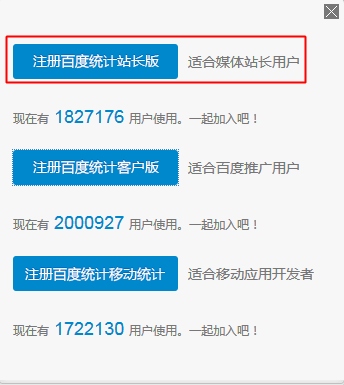 注册百度统计站长版 适合媒体站长用户
现在有 1827176 用户使用。一起加入吧！
注册百度统计客户版 适合百度推广用户
现在有 2000927 用户使用。一起加入吧！
注册百度统计移动统计 适合移动应用开发者
现在有 1722130 用户使用。一起加入吧！